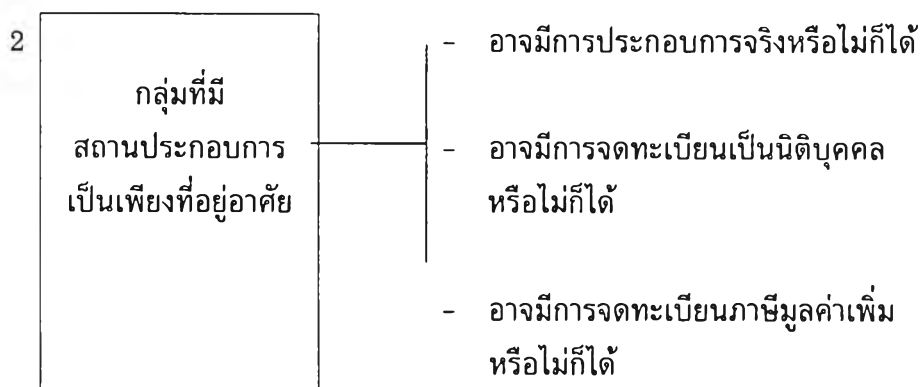 2
กลุ่มที่มี
สถานประกอบการ
เป็นเพียงที่อยู่อาศัย
- อาจมีการประกอบการจริงหรือไม่ก็ได้
- อาจมีการจดทะเบียนเป็นนิติบุคคล
หรือไม่ก็ได้
- อาจมีการจดทะเบียนภาษีมูลค่าเพิ่ม
หรือไม่ก็ได้